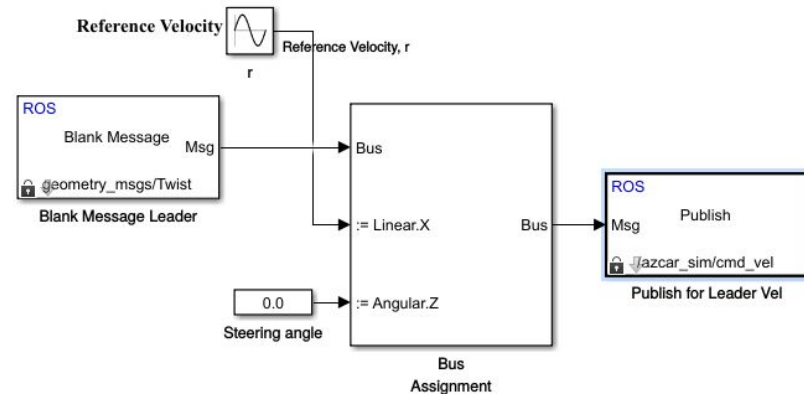 Reference Velocity
Reference Velocity, r
r
ROS
Blank Message
Msg
geometry_msgs/Twist
Blank Message Leader
Bus
:= Linear.X
:= Angular.Z
Bus
0.0
Steering angle
Bus
Assignment
ROS
Publish
Msg
/azcar_sim/cmd_vel
Publish for Leader Vel